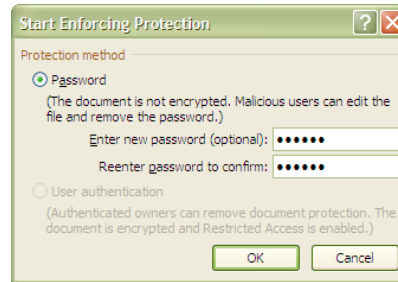 Start Enforcing Protection
Protection method
Password
(The document is not encrypted. Malicious users can edit the
file and remove the password.)
Enter new password (optional): ••••••
Reenter password to confirm: ••••••
User authentication
(Authenticated owners can remove document protection. The
document is encrypted and Restricted Access is enabled.)
OK Cancel